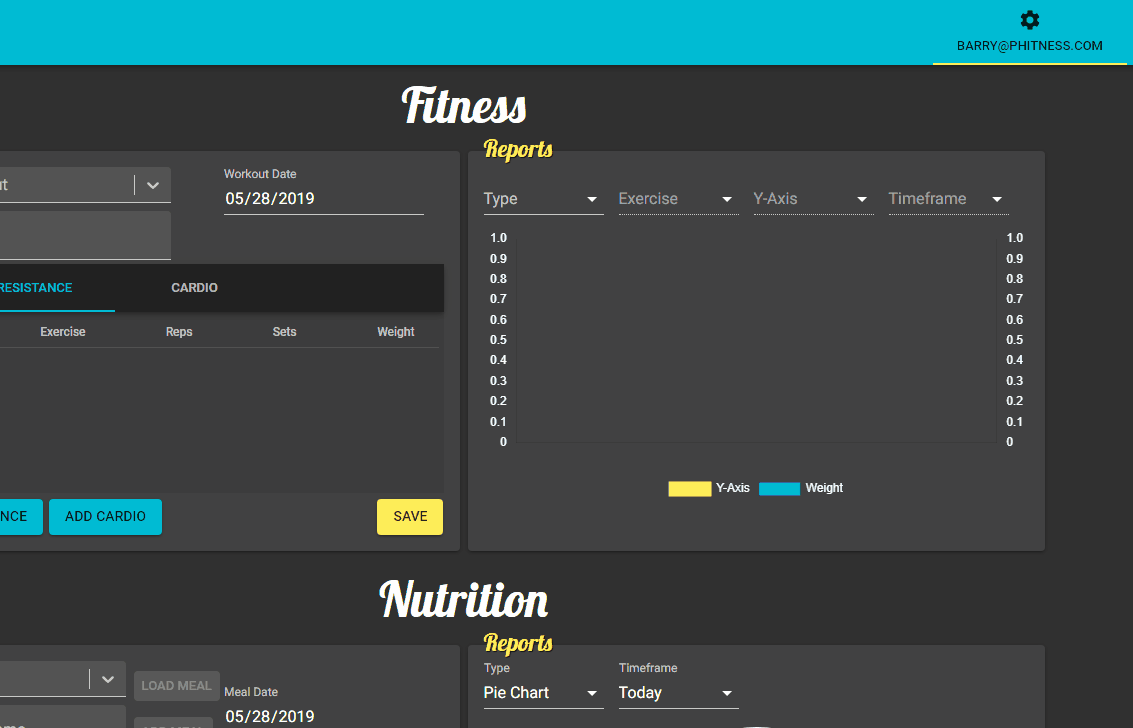 BARRY@PHITNESS.COM
Fitness
Reports
Workout Date
05/28/2019
RESISTANCE
CARDIO
Exercise Reps Sets Weight
ADD CARDIO
SAVE
Type Exercise Y-Axis Timeframe
1.0 1.0
0.9 0.9
0.8 0.8
0.7 0.7
0.6 0.6
0.5 0.5
0.4 0.4
0.3 0.3
0.2 0.2
0.1 0.1
0 0
Y-Axis Weight
Nutrition
Reports
LOAD MEAL
Meal Date
05/28/2019
Type Timeframe
Pie Chart Today